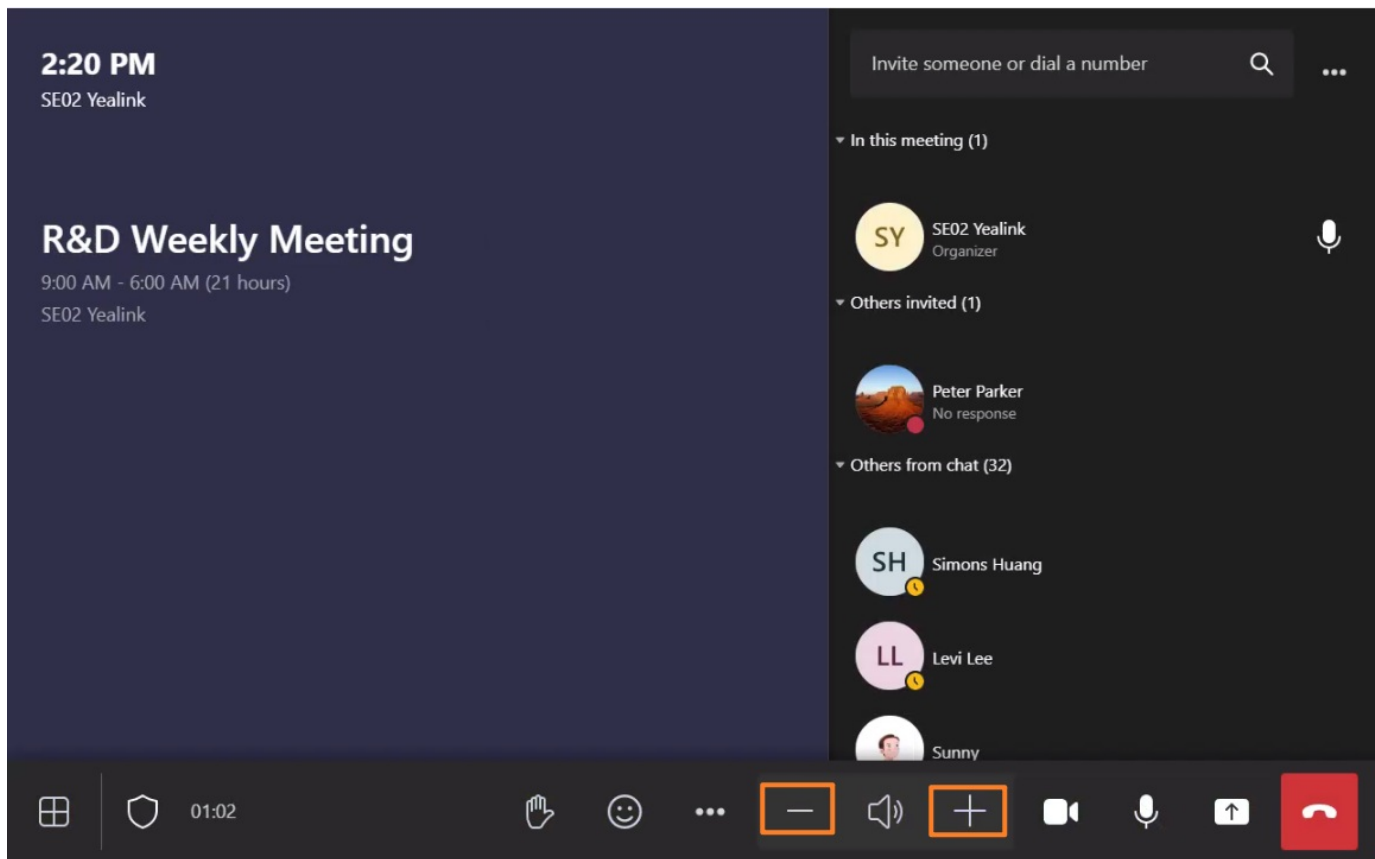 2:20 PM
SE02 Yealink
R&D Weekly Meeting
9:00 AM - 6:00 AM (21 hours)
SE02 Yealink
Invite someone or dial a number
In this meeting (1)
SY
SE02 Yealink
Organizer
Others invited (1)
Peter Parker
No response
Others from chat (32)
SH
Simons Huang
LL
Levi Lee
Sunny
01:02